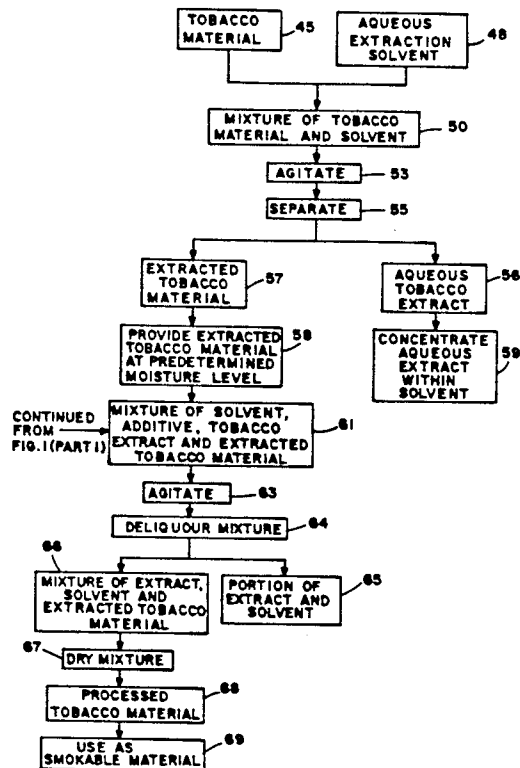 TOBACCO
MATERIAL
45
AQUEOUS
EXTRACTION
SOLVENT
48
MIXTURE OF TOBACCO
MATERIAL AND SOLVENT
50
AGITATE
53
SEPARATE
55
EXTRACTED
TOBACCO
MATERIAL
57
AQUEOUS
TOBACCO
EXTRACT
56
PROVIDE EXTRACTED
TOBACCO MATERIAL
AT PREDETERMINED
MOISTURE LEVEL
58
CONCENTRATE
AQUEOUS
EXTRACT
WITHIN
SOLVENT
59
CONTINUED
FROM
FIG.1(PART1)
MIXTURE OF SOLVENT,
ADDITIVE, TOBACCO
EXTRACT AND EXTRACTED
TOBACCO MATERIAL
61
AGITATE
63
DELIQUOUR MIXTURE
64
66
MIXTURE OF EXTRACT,
SOLVENT AND
EXTRACTED TOBACCO
MATERIAL
PORTION OF
EXTRACT AND
SOLVENT
65
67
DRY MIXTURE
PROCESSED
TOBACCO MATERIAL
68
USE AS
SMOKABLE MATERIAL
69